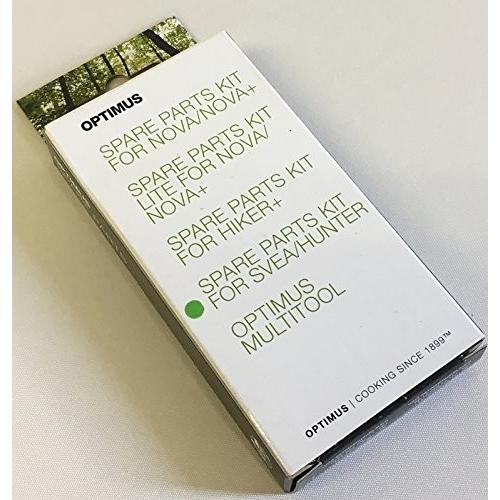 OPTIMUS
SPARE PARTS KIT
FOR NOVA/NOVA+
SPARE PARTS KIT
LITE FOR NOVA/
NOVA+
SPARE PARTS KIT
FOR HIKER+
SPARE PARTS KIT
FOR SVEA/HUNTER
OPTIMUS
MULTITOOL
OPTIMUS | COOKING SINCE 1899™